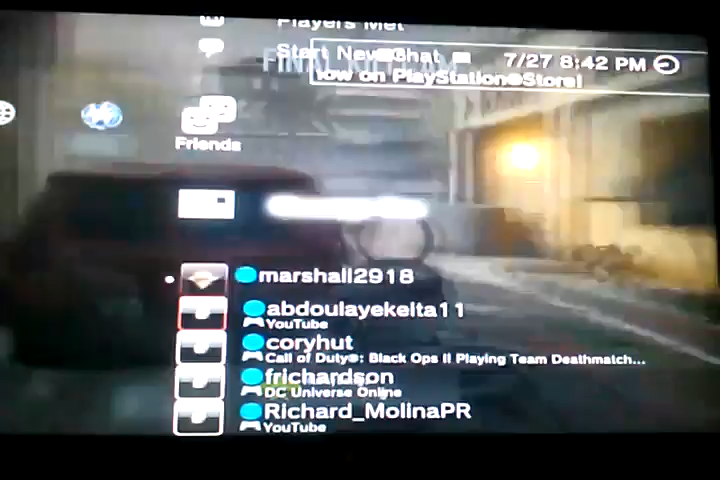 Players Met
Start New Chat
7/27 8:42 PM
now on PlayStation®Store!
Friends
marshall2918
abdoulayekeita11
YouTube
coryhut
Call of Duty®: Black Ops II Playing Team Deathmatch...
frichardson
DC Universe Online
Richard_MolinaPR
YouTube